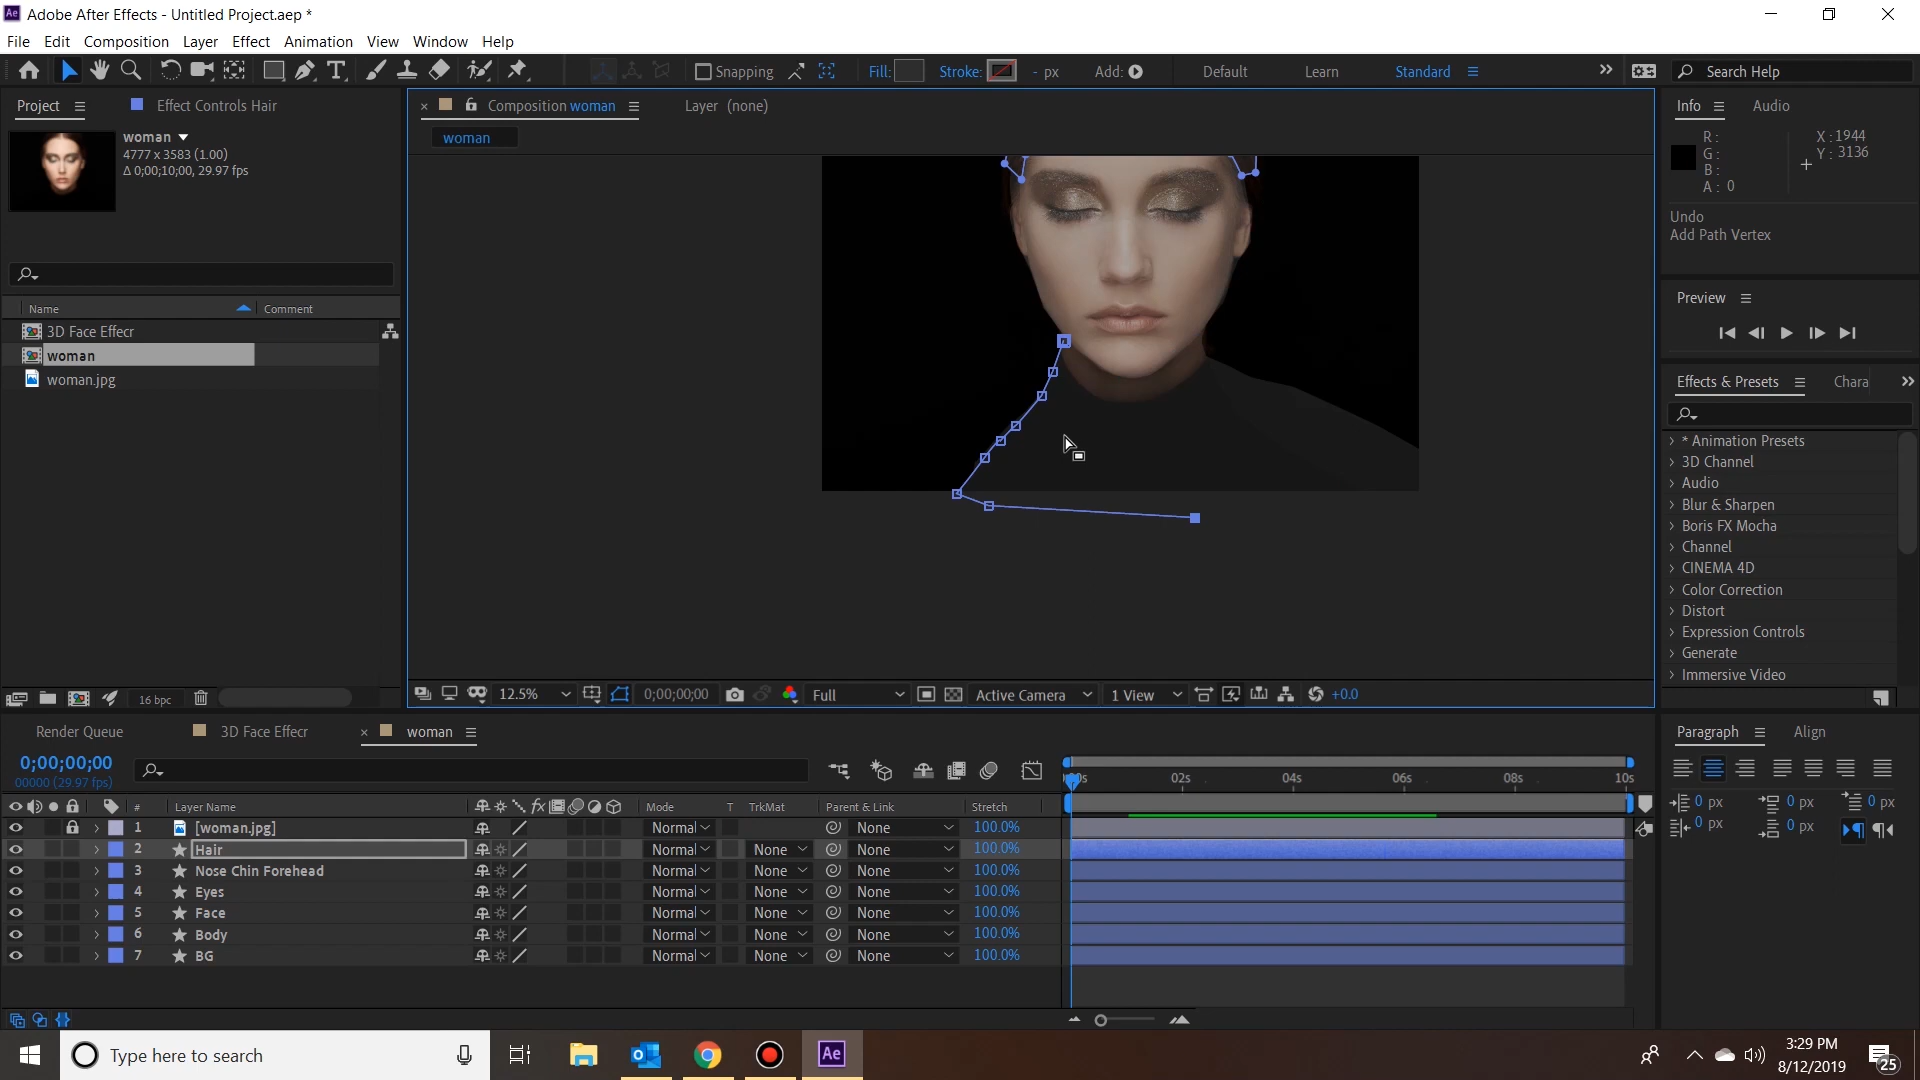 Ae Adobe After Effects - Untitled Project.aep *
File Edit Composition Layer Effect Animation View Window Help
Snapping Fill: Stroke: - px Add: Default Learn Standard Search Help
Project Effect Controls Hair
Composition woman Layer (none)
Info Audio
woman
4777 x 3583 (1.00)
Δ 0;00;10;00, 29.97 fps
woman
R : X : 1944
G : Y : 3136
B :
A : 0
Undo
Add Path Vertex
Name Comment
3D Face Effecr
woman
woman.jpg
Preview
Effects & Presets Chara
* Animation Presets
3D Channel
Audio
Blur & Sharpen
Boris FX Mocha
Channel
CINEMA 4D
Color Correction
Distort
Expression Controls
Generate
Immersive Video
16 bpc
12.5% 0;00;00;00 Full Active Camera 1 View +0.0
Render Queue 3D Face Effecr woman
0;00;00;00
00000 (29.97 fps)
02s 04s 06s 08s 10s
# Layer Name Mode T TrkMat Parent & Link Stretch
1 [woman.jpg] Normal None 100.0%
2 Hair Normal None None 100.0%
3 Nose Chin Forehead Normal None None 100.0%
4 Eyes Normal None None 100.0%
5 Face Normal None None 100.0%
6 Body Normal None None 100.0%
7 BG Normal None None 100.0%
Paragraph Align
0 px 0 px 0 px
0 px 0 px
Type here to search
Ae
3:29 PM
8/12/2019
25